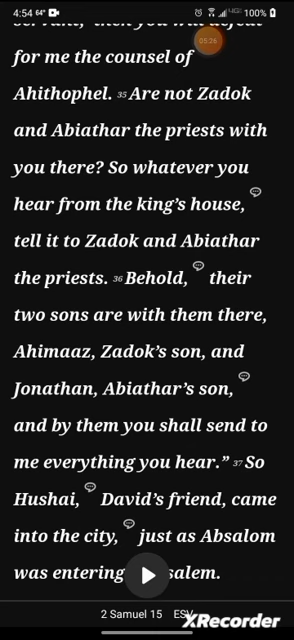 4:54 64°
100%
05:26
for me the counsel of
Ahithophel. 35 Are not Zadok
and Abiathar the priests with
you there? So whatever you
hear from the king's house,
tell it to Zadok and Abiathar
the priests. 36 Behold, their
two sons are with them there,
Ahimaaz, Zadok's son, and
Jonathan, Abiathar's son,
and by them you shall send to
me everything you hear.” 37 So
Hushai, David's friend, came
into the city, just as Absalom
was entering salem.
2 Samuel 15 ESV
XRecorder